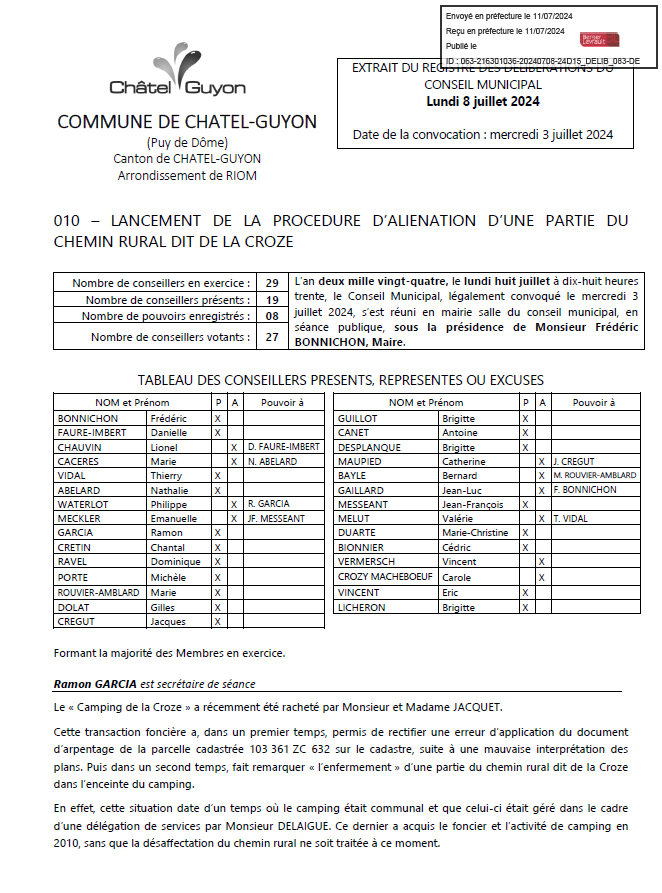 Envoyé en préfecture le 11/07/2024
Reçu en préfecture le 11/07/2024
Publié le
Berger
Levrault
ID : 063-216301036-20240708-24D15_DELIB_083-DE
Châtel Guyon
COMMUNE DE CHATEL-GUYON
(Puy de Dôme)
Canton de CHATEL-GUYON
Arrondissement de RIOM
EXTRAIT DU REGISTRE DES DELIBERATIONS DU
CONSEIL MUNICIPAL
Lundi 8 juillet 2024
Date de la convocation : mercredi 3 juillet 2024
010 – LANCEMENT DE LA PROCEDURE D’ALIENATION D’UNE PARTIE DU
CHEMIN RURAL DIT DE LA CROZE
Nombre de conseillers en exercice : 29
Nombre de conseillers présents : 19
Nombre de pouvoirs enregistrés : 08
Nombre de conseillers votants : 27
L’an deux mille vingt-quatre, le lundi huit juillet à dix-huit heures
trente, le Conseil Municipal, légalement convoqué le mercredi 3
juillet 2024, s’est réuni en mairie salle du conseil municipal, en
séance publique, sous la présidence de Monsieur Frédéric
BONNICHON, Maire.
TABLEAU DES CONSEILLERS PRESENTS, REPRESENTES OU EXCUSES
NOM et Prénom P A Pouvoir à
BONNICHON Frédéric X
FAURE-IMBERT Danielle X
CHAUVIN Lionel X D. FAURE-IMBERT
CACERES Marie X N. ABELARD
VIDAL Thierry X
ABELARD Nathalie X
WATERLOT Philippe X R. GARCIA
MECKLER Emanuelle X JF. MESSEANT
GARCIA Ramon X
CRETIN Chantal X
RAVEL Dominique X
PORTE Michèle X
ROUVIER-AMBLARD Marie X
DOLAT Gilles X
CREGUT Jacques X
NOM et Prénom P A Pouvoir à
GUILLOT Brigitte X
CANET Antoine X
DESPLANQUE Brigitte X
MAUPIED Catherine X J. CREGUT
BAYLE Bernard X M. ROUVIER-AMBLARD
GAILLARD Jean-Luc X F. BONNICHON
MESSEANT Jean-François X
MELUT Valérie X T. VIDAL
DUARTE Marie-Christine X
BIONNIER Cédric X
VERMERSCH Vincent X
CROZY MACHEBOEUF Carole X
VINCENT Eric X
LICHERON Brigitte X
Formant la majorité des Membres en exercice.
Ramon GARCIA est secrétaire de séance
Le « Camping de la Croze » a récemment été racheté par Monsieur et Madame JACQUET.
Cette transaction foncière a, dans un premier temps, permis de rectifier une erreur d’application du document
d’arpentage de la parcelle cadastrée 103 361 ZC 632 sur le cadastre, suite à une mauvaise interprétation des
plans. Puis dans un second temps, fait remarquer « l’enfermement » d’une partie du chemin rural dit de la Croze
dans l’enceinte du camping.
En effet, cette situation date d’un temps où le camping était communal et que celui-ci était géré dans le cadre
d’une délégation de services par Monsieur DELAIGUE. Ce dernier a acquis le foncier et l’activité de camping en
2010, sans que la désaffectation du chemin rural ne soit traitée à ce moment.